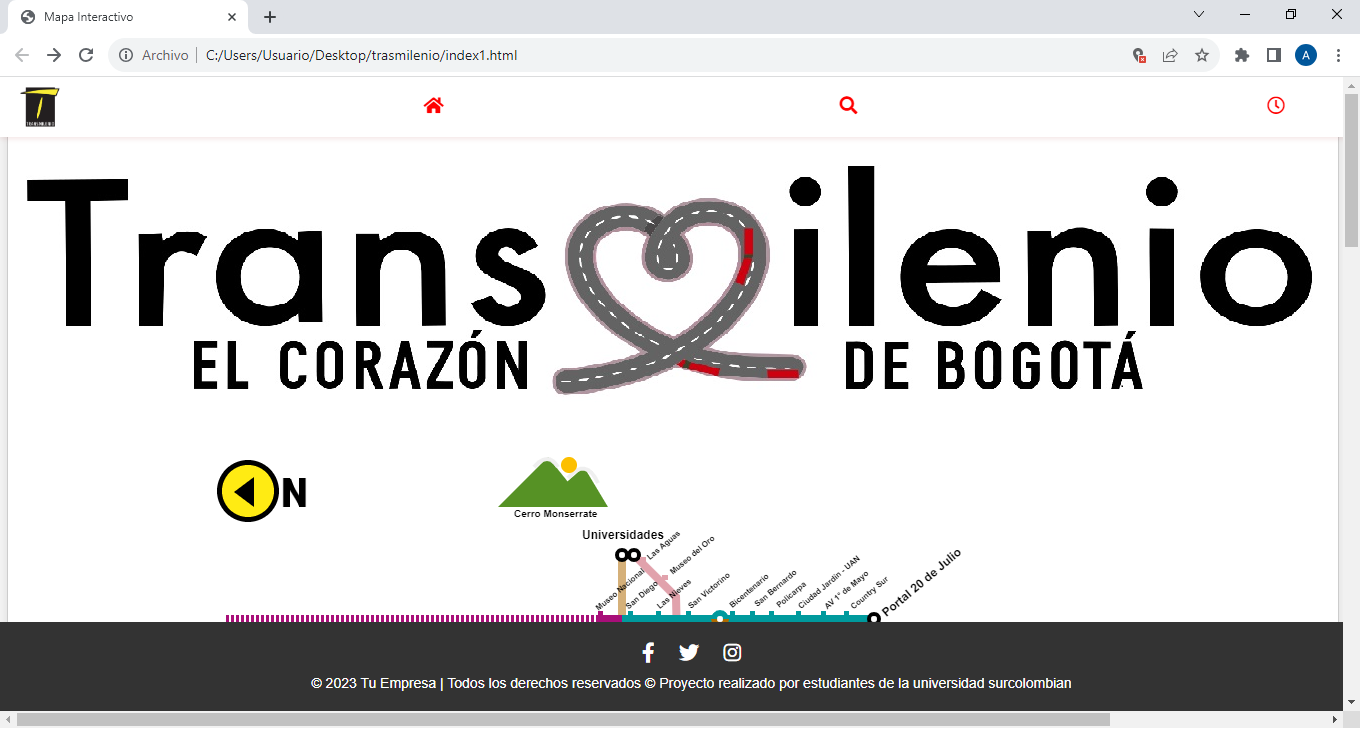 Mapa Interactivo
Archivo C:/Users/Usuario/Desktop/trasmilenio/index1.html
A
TRANSMILENIO
Transmilenio
EL CORAZÓN DE BOGOTÁ
N
Cerro Monserrate
Universidades
Las Aguas
Museo del Oro
Museo Nacional
San Diego
Las Nieves
San Victorino
Bicentenario
San Bernardo
Policarpa
Ciudad Jardín - UAN
AV 1° de Mayo
Country Sur
Portal 20 de Julio
© 2023 Tu Empresa | Todos los derechos reservados © Proyecto realizado por estudiantes de la universidad surcolombian